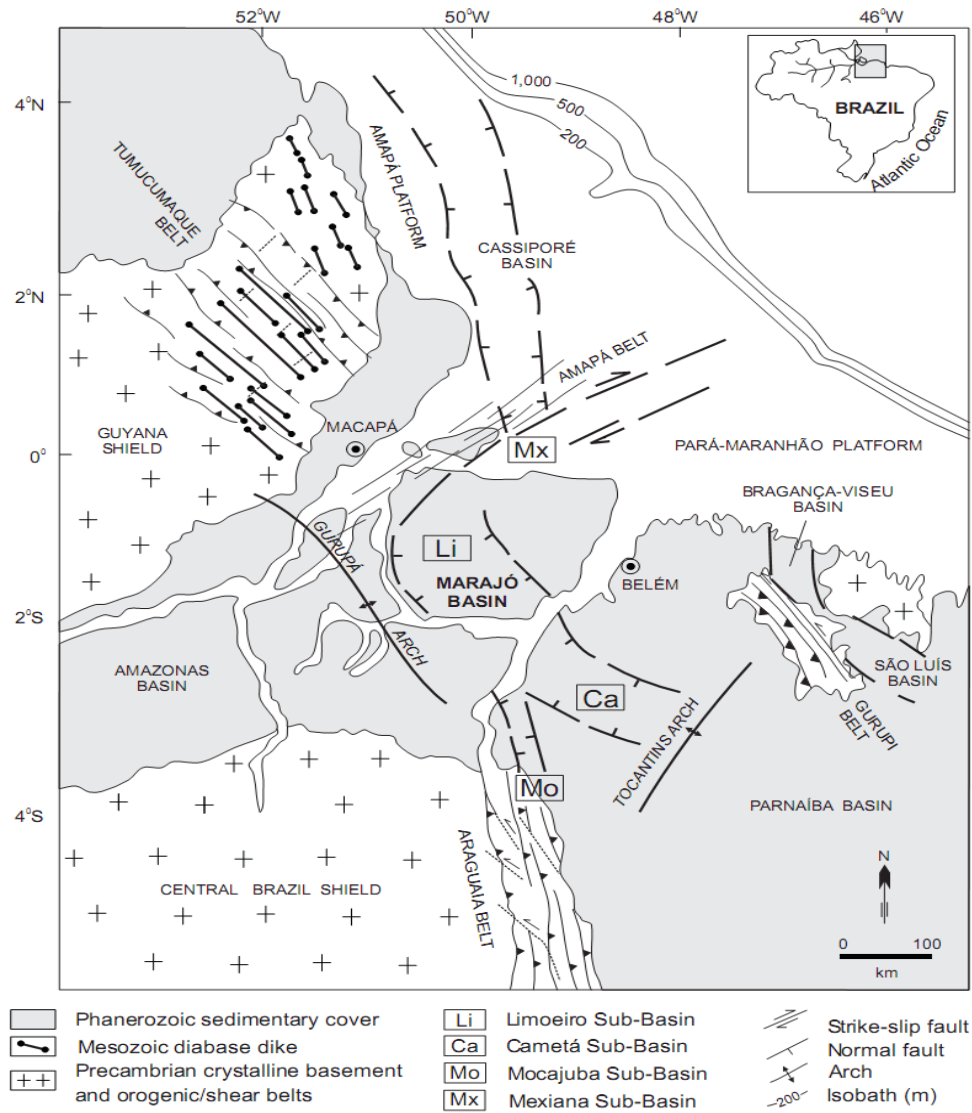 52°W
50°W
48°W
46°W
4°N
2°N
0°
2°S
4°S
1,000
500
200
BRAZIL
Atlantic Ocean
TUMUCUMAQUE
BELT
AMAPÁ PLATFORM
CASSIPORÉ
BASIN
AMAPÁ BELT
MACAPÁ
GUYANA
SHIELD
Mx
PARÁ-MARANHÃO PLATFORM
BRAGANÇA-VISEU
BASIN
GURUPÁ
ARCH
Li
MARAJÓ
BASIN
BELÉM
AMAZONAS
BASIN
SÃO LUÍS
BASIN
GURUPI
BELT
Ca
TOCANTINS ARCH
Mo
PARNAÍBA BASIN
ARAGUAIA BELT
CENTRAL BRAZIL SHIELD
N
0 100
km
Phanerozoic sedimentary cover
Mesozoic diabase dike
Precambrian crystalline basement
and orogenic/shear belts
Li Limoeiro Sub-Basin
Ca Cametá Sub-Basin
Mo Mocajuba Sub-Basin
Mx Mexiana Sub-Basin
Strike-slip fault
Normal fault
Arch
-200- Isobath (m)